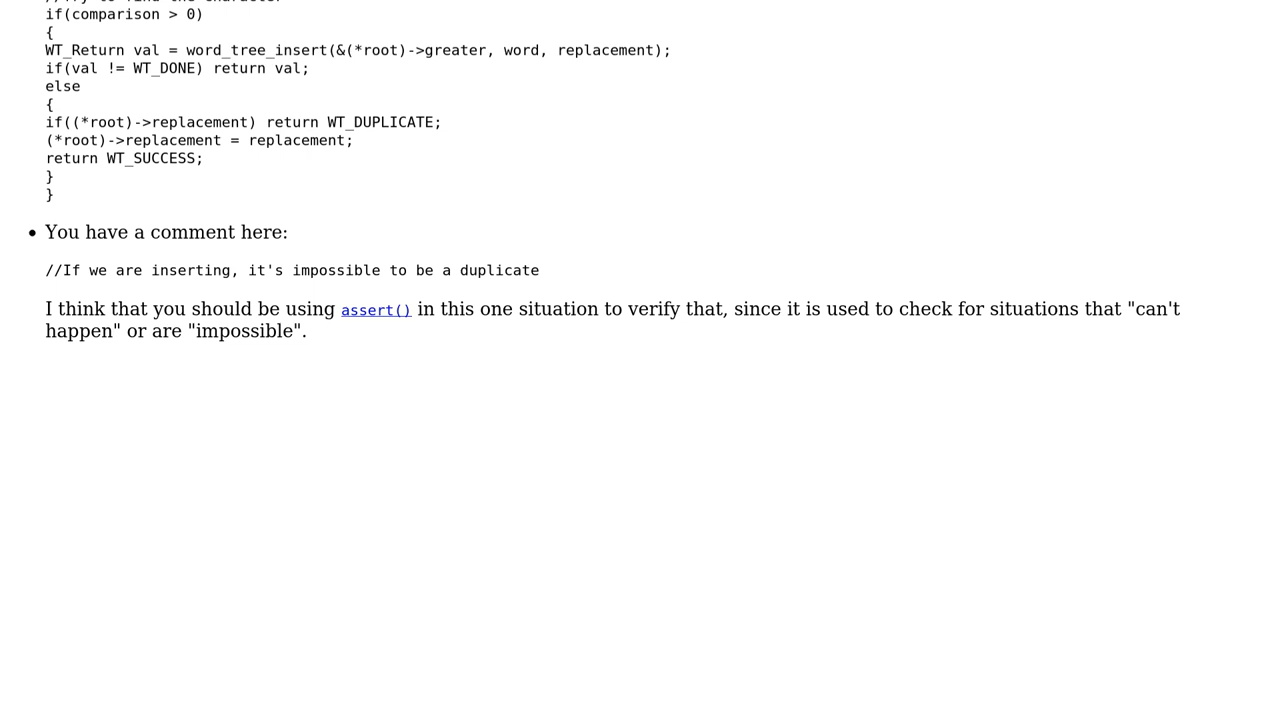 if(comparison > 0)
{
WT_Return val = word_tree_insert(&(*root)->greater, word, replacement);
if(val != WT_DONE) return val;
else
{
if((*root)->replacement) return WT_DUPLICATE;
(*root)->replacement = replacement;
return WT_SUCCESS;
}
}
• You have a comment here:
//If we are inserting, it's impossible to be a duplicate
I think that you should be using assert() in this one situation to verify that, since it is used to check for situations that "can't
happen" or are "impossible".